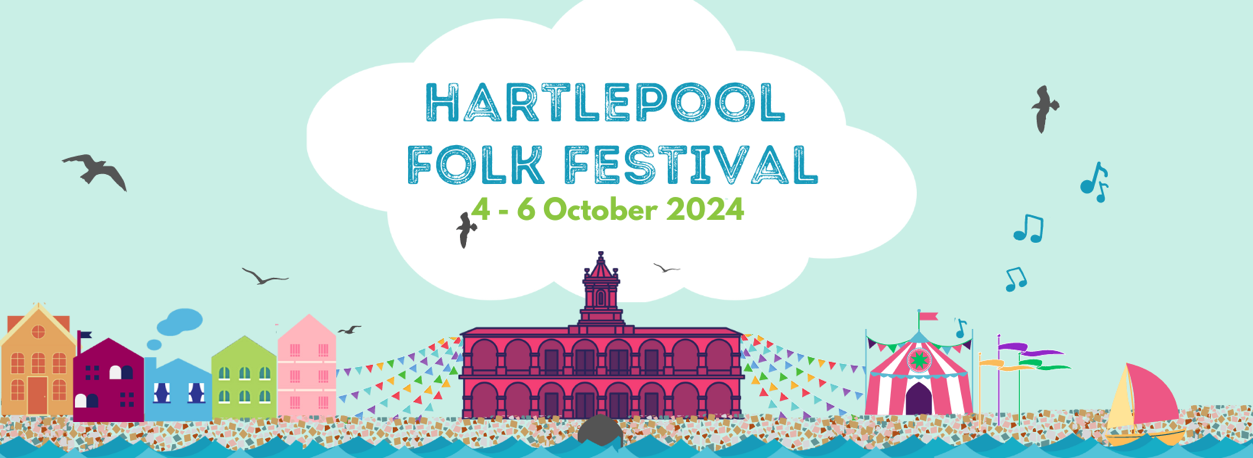 HARTLEPOOL
FOLK FESTIVAL
4 - 6 October 2024